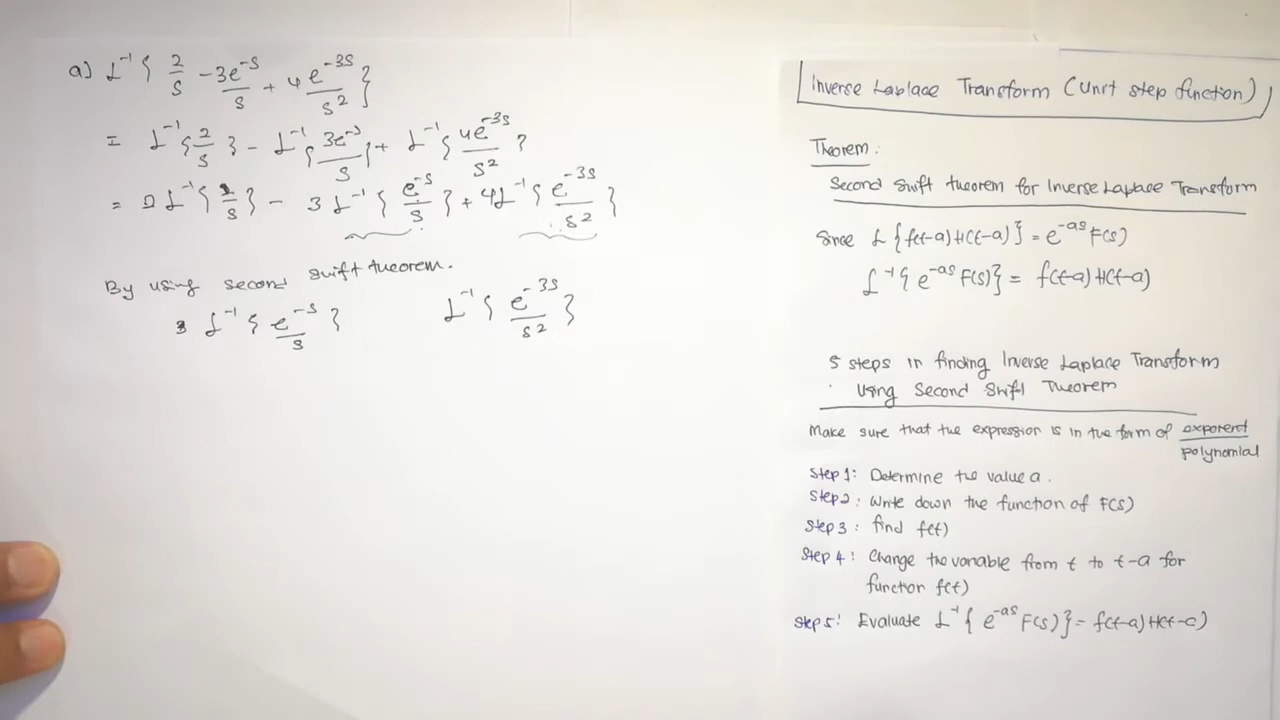 a) L⁻¹ { 2/s - 3e⁻ˢ/s + 4e⁻³ˢ/s² }
= L⁻¹ { 2/s } - L⁻¹ { 3e⁻ˢ/s } + L⁻¹ { 4e⁻³ˢ/s² }
= 2 L⁻¹ { 1/s } - 3 L⁻¹ { e⁻ˢ/s } + 4L⁻¹ { e⁻³ˢ/s² }
By using second swift theorem.
3 L⁻¹ { e⁻ˢ/s } L⁻¹ { e⁻³ˢ/s² }
Inverse Laplace Transform (Unit step function)
Theorem:
Second Swift theorem for Inverse Laplace Transform
Since L {f(t-a)H(t-a)} = e⁻ᵃˢ F(s)
L⁻¹ { e⁻ᵃˢ F(s)} = f(t-a)H(t-a)
5 steps in finding Inverse Laplace Transform
Using Second Swift Theorem
Make sure that the expression is in the form of exponent/polynomial
Step 1: Determine the value a.
Step 2: Write down the function of F(s)
Step 3: find f(t)
Step 4: Change the variable from t to t-a for
function f(t)
Step 5: Evaluate L⁻¹ { e⁻ᵃˢ F(s)} = f(t-a)H(t-a)